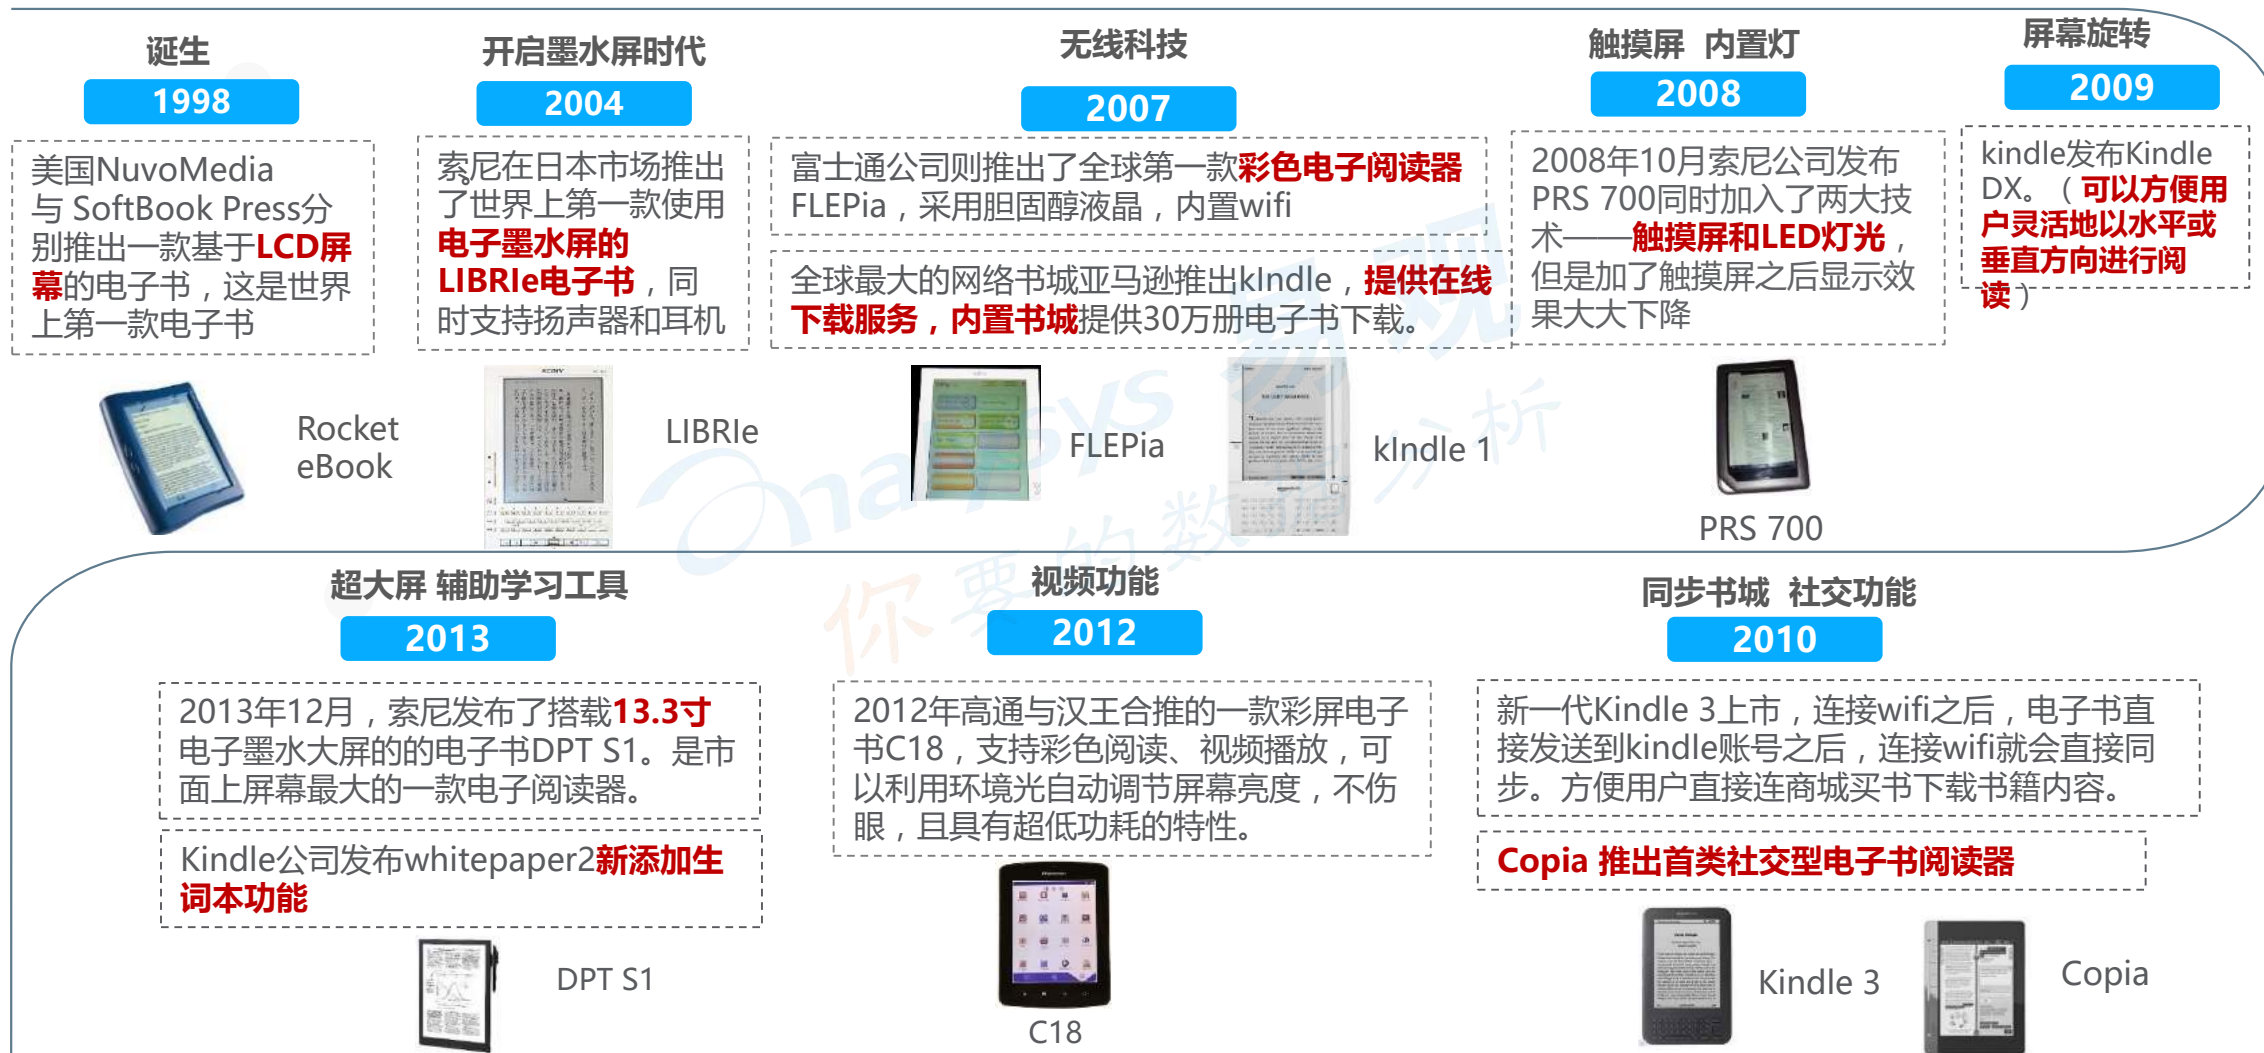 诞生
1998
美国NuvoMedia
与 SoftBook Press分
别推出一款基于LCD屏
幕的电子书，这是世界
上第一款电子书
Rocket
eBook
开启墨水屏时代
2004
索尼在日本市场推出
了世界上第一款使用
电子墨水屏的
LIBRIe电子书，同
时支持扬声器和耳机
LIBRIe
无线科技
2007
富士通公司则推出了全球第一款彩色电子阅读器
FLEPia，采用胆固醇液晶，内置wifi
全球最大的网络书城亚马逊推出kIndle，提供在线
下载服务，内置书城提供30万册电子书下载。
FLEPia
kIndle 1
触摸屏 内置灯
2008
2008年10月索尼公司发布
PRS 700同时加入了两大技
术——触摸屏和LED灯光，
但是加了触摸屏之后显示效
果大大下降
PRS 700
屏幕旋转
2009
kindle发布Kindle
DX。（可以方便用
户灵活地以水平或
垂直方向进行阅
读）
同步书城 社交功能
2010
新一代Kindle 3上市，连接wifi之后，电子书直
接发送到kindle账号之后，连接wifi就会直接同
步。方便用户直接连商城买书下载书籍内容。
Copia 推出首类社交型电子书阅读器
Kindle 3
Copia
视频功能
2012
2012年高通与汉王合推的一款彩屏电子
书C18，支持彩色阅读、视频播放，可
以利用环境光自动调节屏幕亮度，不伤
眼，且具有超低功耗的特性。
C18
超大屏 辅助学习工具
2013
2013年12月，索尼发布了搭载13.3寸
电子墨水大屏的的电子书DPT S1。是市
面上屏幕最大的一款电子阅读器。
Kindle公司发布whitepaper2新添加生
词本功能
DPT S1
SONY
analysys 易观
你要的数据分析